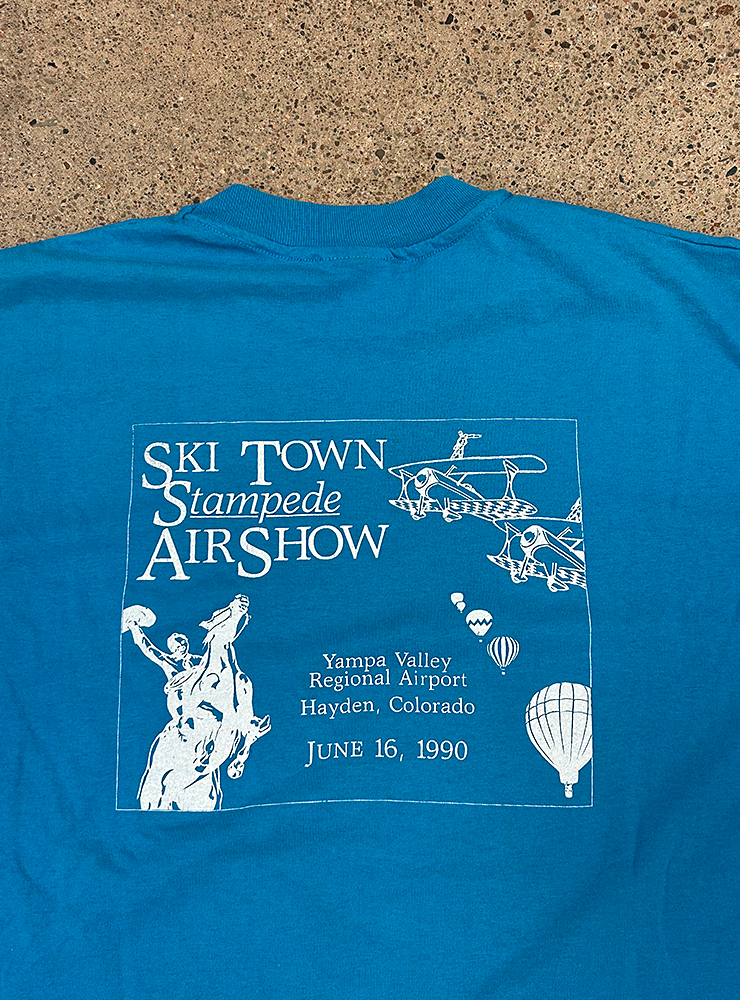 SKI TOWN
Stampede
AIRSHOW
Yampa Valley
Regional Airport
Hayden, Colorado
JUNE 16, 1990